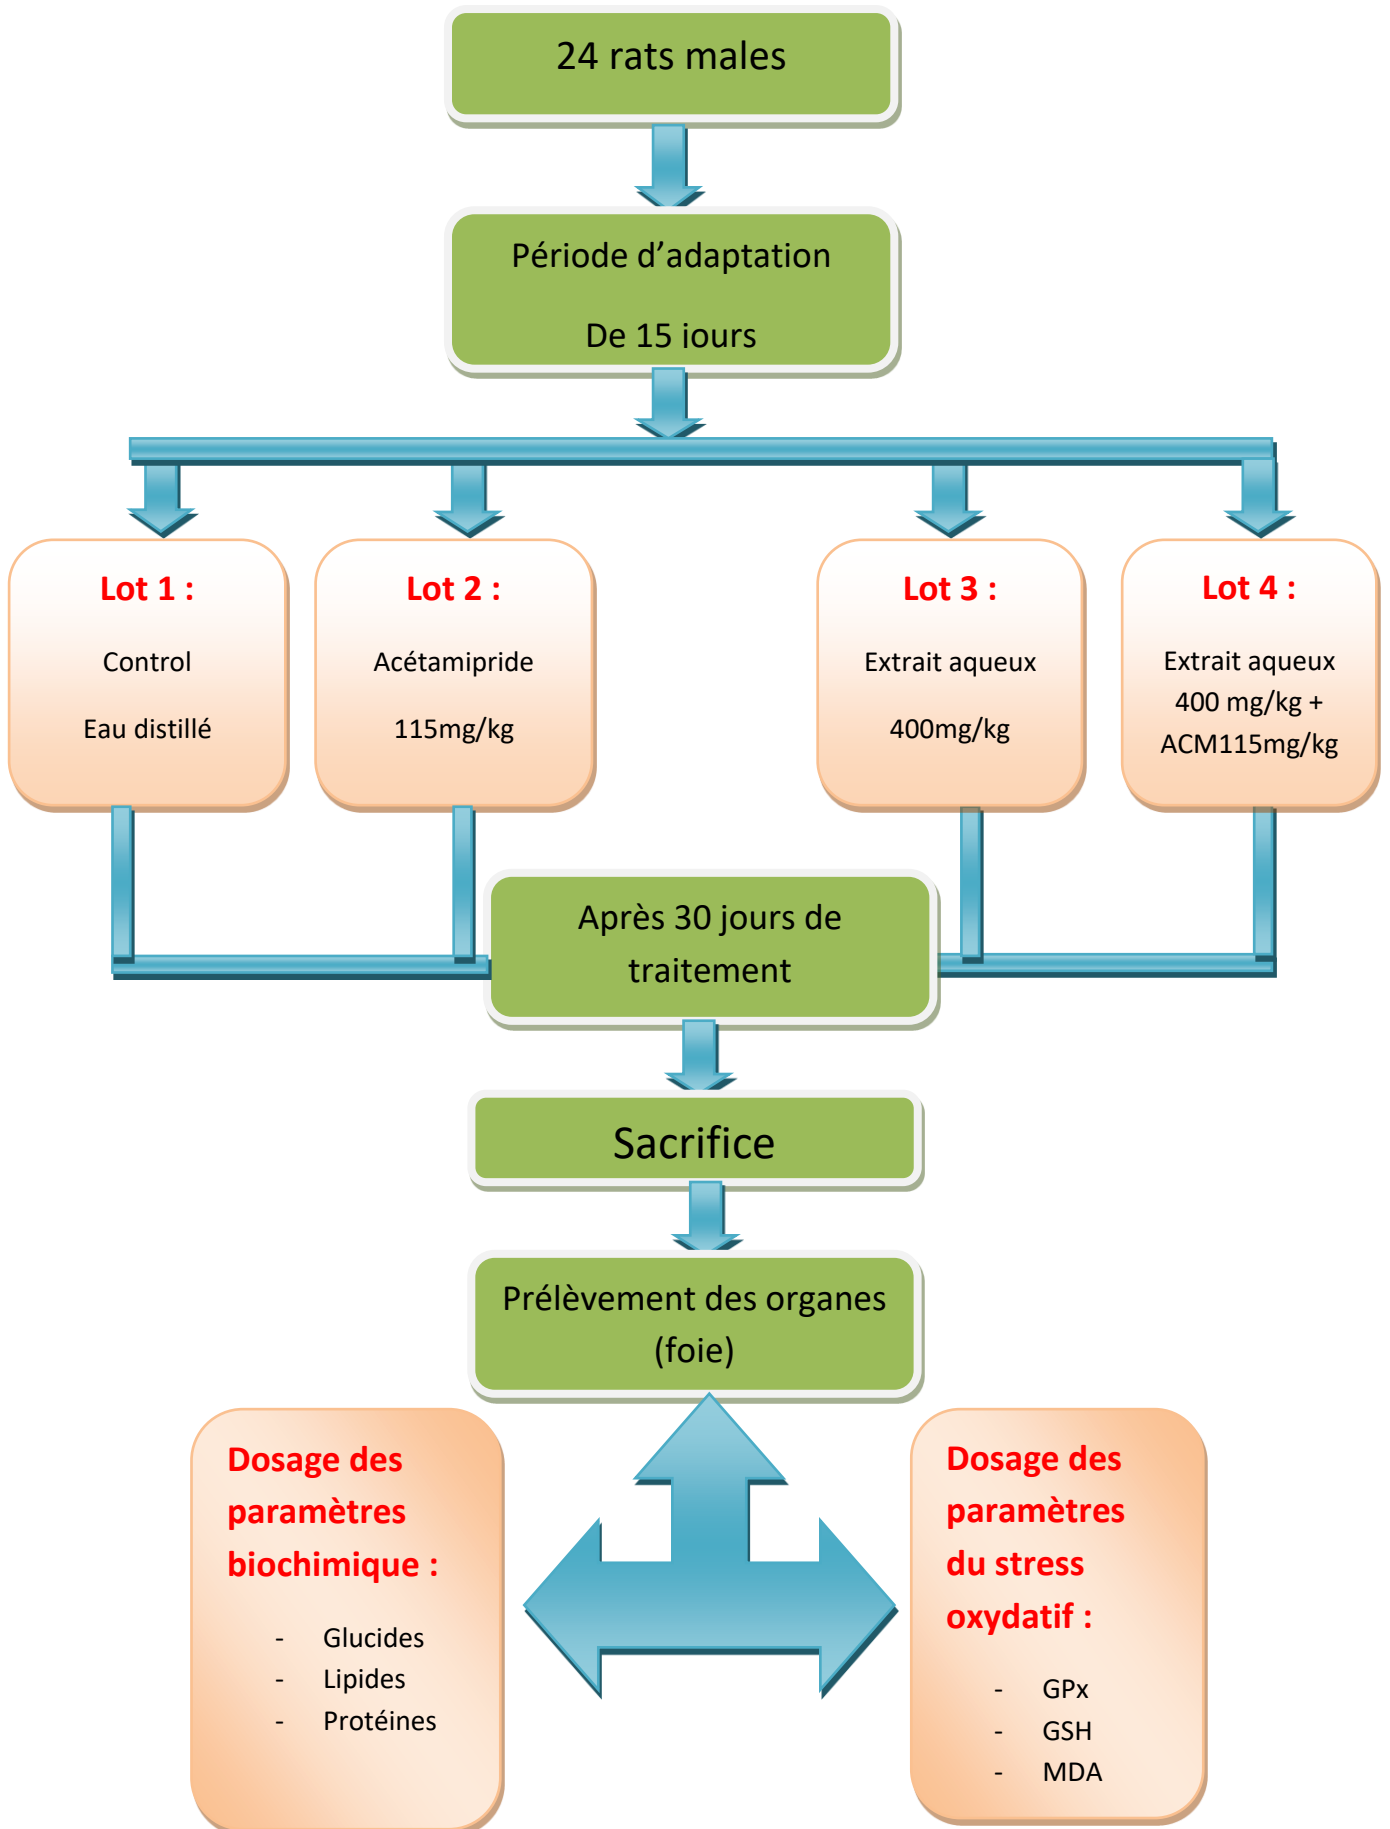 24 rats males
Période d’adaptation
De 15 iours
Lot 1 :
Control
Eau distillé
Lot 2 :
Acétamipride
115mg/kg
Lot 3 :
Extrait aqueux
400mg/kg
Lot 4 :
Extrait aqueux
400 mg/kg +
ACM115mg/kg
Après 30 jours de
traitement
Sacrifice
Prélèvement des organes
(foie)
Dosage des
paramètres
biochimique :
- Glucides
- Lipides
- Protéines
Dosage des
paramètres
du stress
oxydatif :
- GPx
- GSH
- MDA